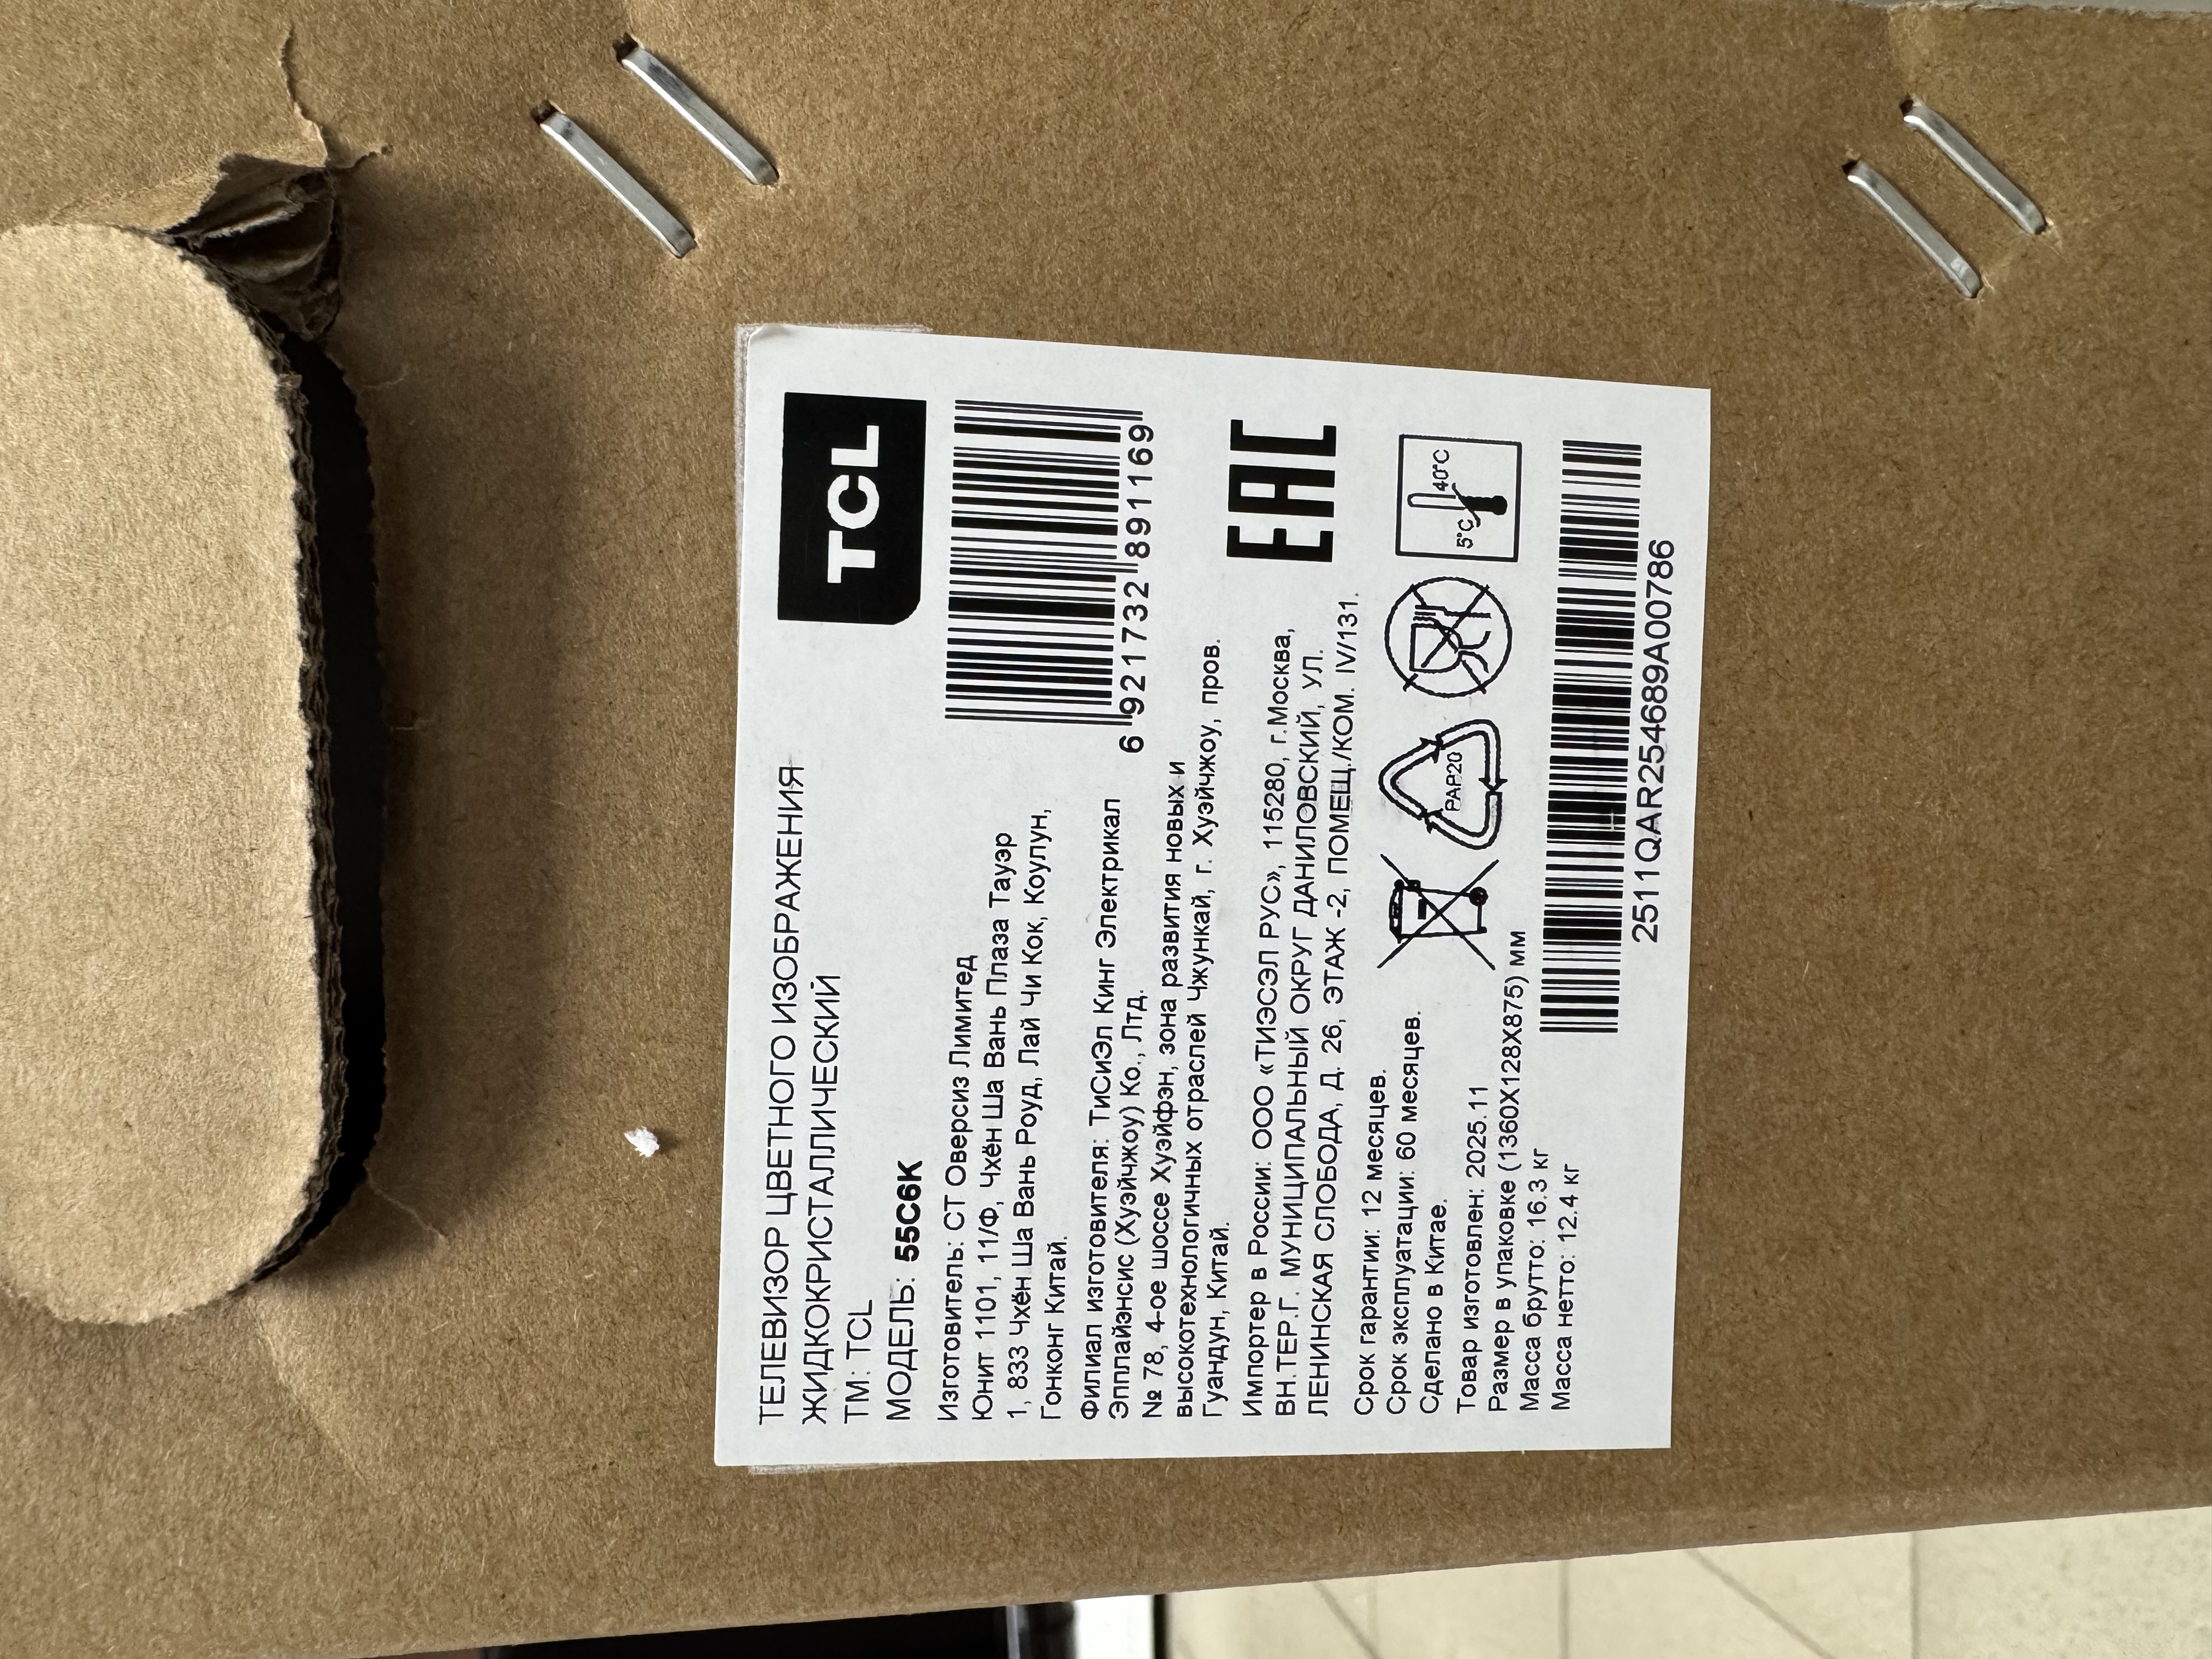 ТЕЛЕВИЗОР ЦВЕТНОГО ИЗОБРАЖЕНИЯ
ЖИДКОКРИСТАЛЛИЧЕСКИЙ
ТМ: TCL
МОДЕЛЬ: 55C6K
TCL
Изготовитель: СТ Оверсиз Лимитед
Юнит 1101, 11/Ф, Чхён Ша Вань Плаза Тауэр
1, 833 Чхён Ша Вань Роуд, Лай Чи Кок, Коулун,
Гонконг Китай.
6 921732 891169
Филиал изготовителя: ТиСиЭл Кинг Электрикал
Эпплайэнсис (Хуэйчжоу) Ко., Лтд.
№ 78, 4-ое шоссе Хуэйфэн, зона развития новых и
высокотехнологичных отраслей Чжункай, г. Хуэйчжоу, пров.
Гуандун, Китай.
Импортер в России: ООО «ТИЭСЭЛ РУС», 115280, г.Москва,
ВН.ТЕР.Г. МУНИЦИПАЛЬНЫЙ ОКРУГ ДАНИЛОВСКИЙ, УЛ.
ЛЕНИНСКАЯ СЛОБОДА, Д. 26, ЭТАЖ -2, ПОМЕЩ./КОМ. IV/131.
EAC
Срок гарантии: 12 месяцев.
Срок эксплуатации: 60 месяцев.
Сделано в Китае.
PAP20
5°C
40°C
Товар изготовлен: 2025.11
Размер в упаковке (1360X128X875) мм
Масса брутто: 16.3 кг
Масса нетто: 12.4 кг
2511QAR254689A00786